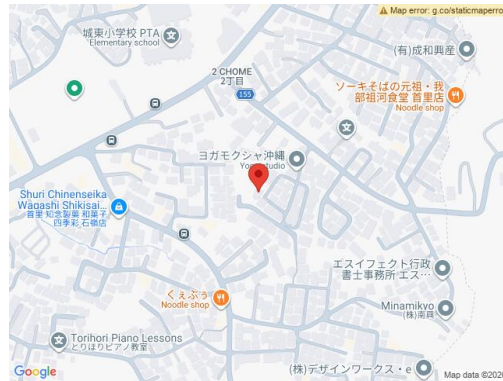 Map error: g.co/staticmaperro
城東小学校 PTA
Elementary school
(有)成和興産
2 CHOME
2丁目
155
ソーキそばの元祖・我
部祖河食堂 首里店
Noodle shop
ヨガモクシャ沖縄
Yoga studio
Shuri Chinenseika
Wagashi Shikisai...
首里 知念製菓 和菓子
四季彩 石嶺店
エスイフェクト行政
書士事務所 エス…
くぇぶぅ
Noodle shop
Minamikyo
(株)南興
Torihori Piano Lessons
とりほりピアノ教室
(株)デザインワークス・e
Google
Map data ©202